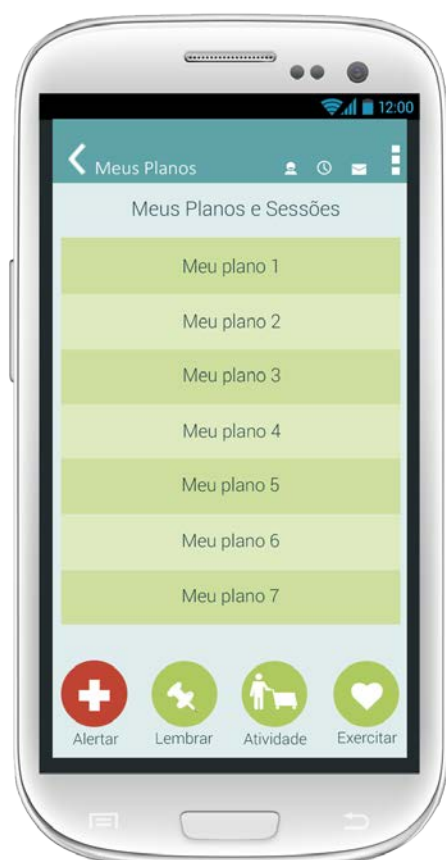 12:00
Meus Planos
Meus Planos e Sessões
Meu plano 1
Meu plano 2
Meu plano 3
Meu plano 4
Meu plano 5
Meu plano 6
Meu plano 7
Alertar Lembrar Atividade Exercitar